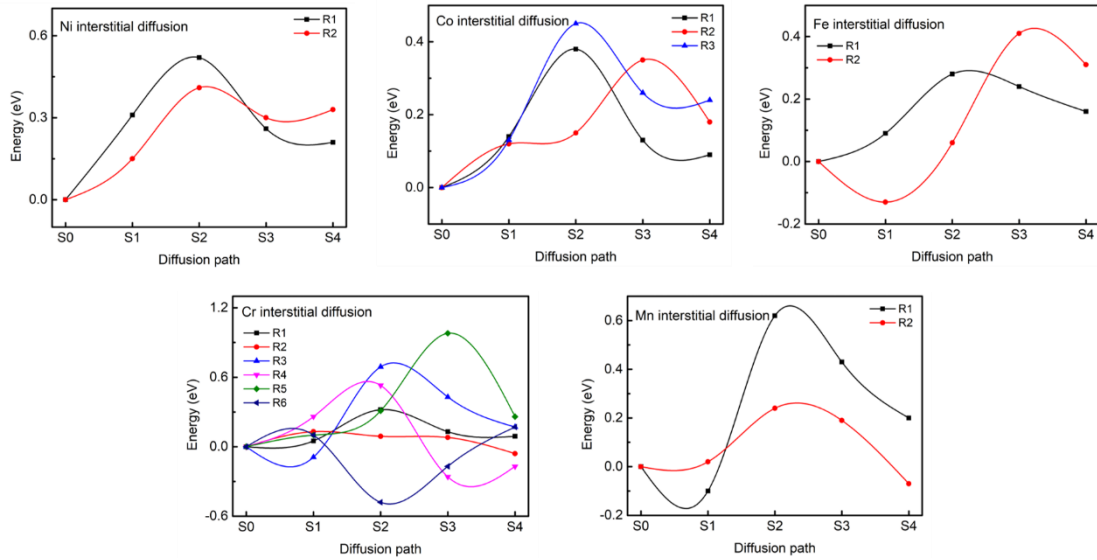 Ni interstitial diffusion
R1
R2
0.6
0.3
0.0
Energy (eV)
S0 S1 S2 S3 S4
Diffusion path
Co interstitial diffusion
R1
R2
R3
0.4
0.2
0.0
Energy (eV)
S0 S1 S2 S3 S4
Diffusion path
Fe interstitial diffusion
R1
R2
0.4
0.2
0.0
-0.2
Energy (eV)
S0 S1 S2 S3 S4
Diffusion path
Cr interstitial diffusion
R1
R2
R3
R4
R5
R6
1.2
0.6
0.0
-0.6
Energy (eV)
S0 S1 S2 S3 S4
Diffusion path
Mn interstitial diffusion
R1
R2
0.6
0.4
0.2
0.0
-0.2
Energy (eV)
S0 S1 S2 S3 S4
Diffusion path